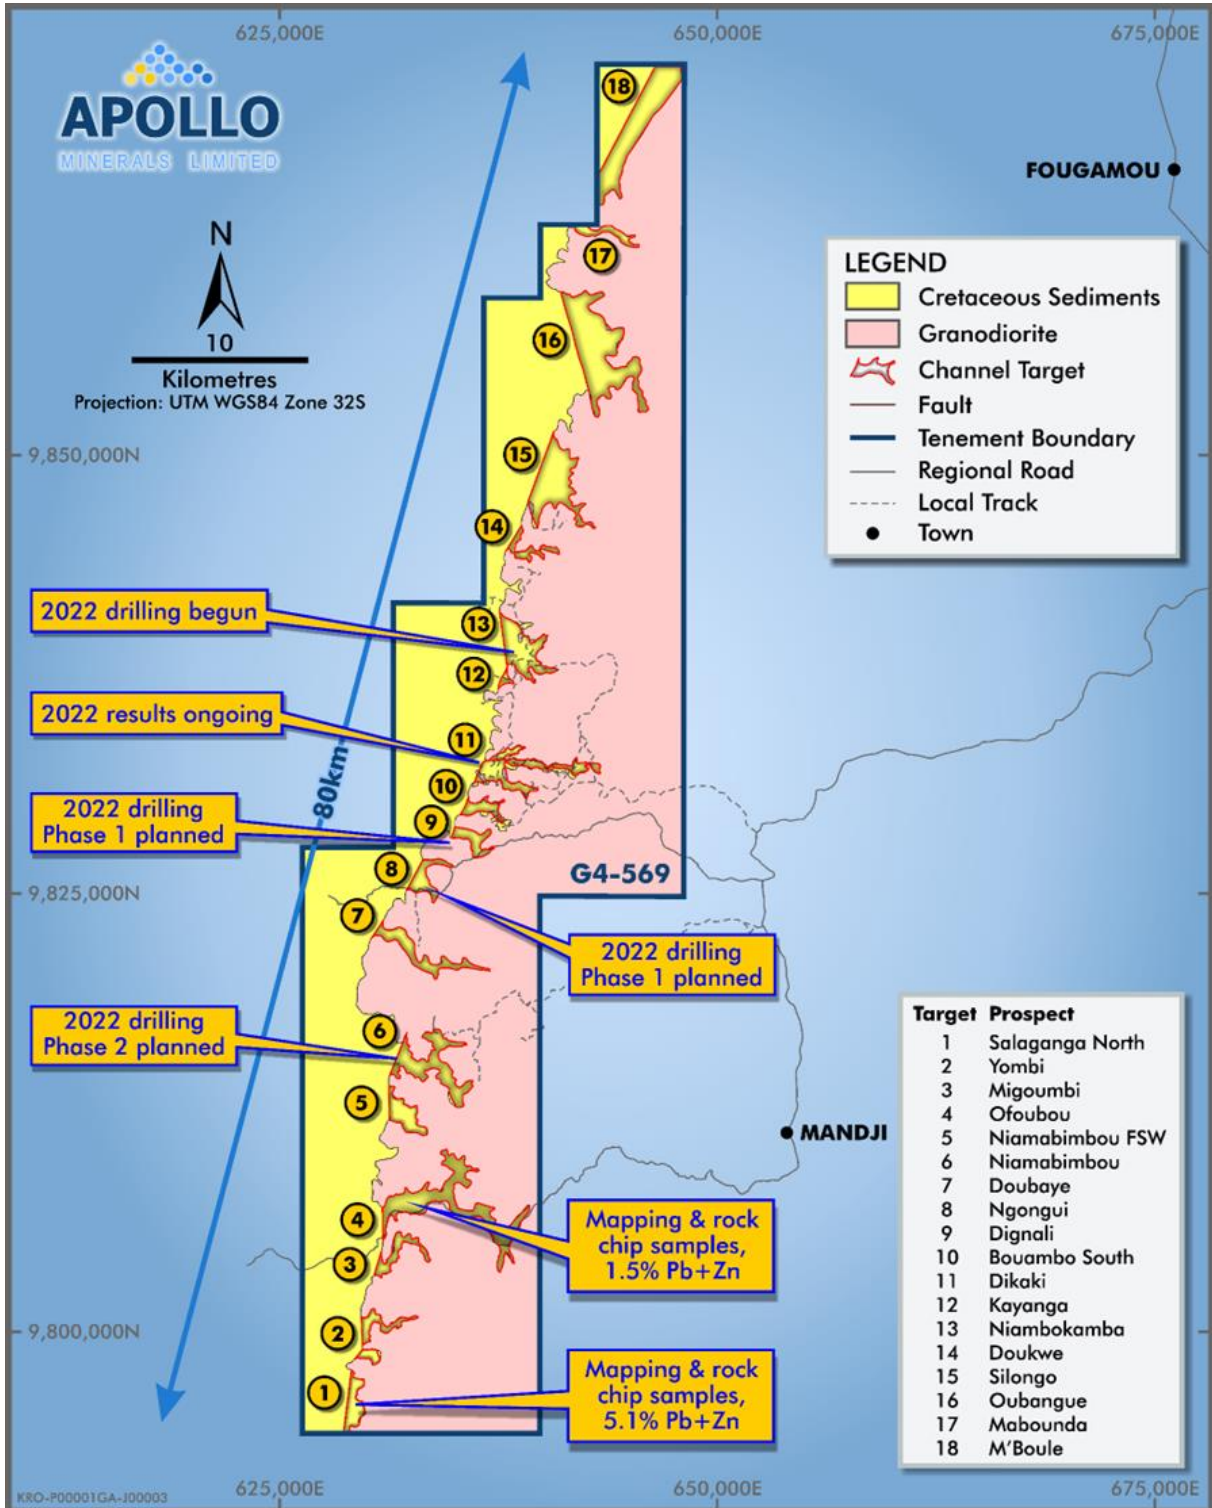 625,000E
650,000E
675,000E
APOLLO
MINERALS LIMITED
18
FOUGAMOU
N
10
Kilometres
Projection: UTM WGS84 Zone 32S
17
LEGEND
Cretaceous Sediments
Granodiorite
Channel Target
Fault
Tenement Boundary
Regional Road
Local Track
Town
16
9,850,000N
15
14
2022 drilling begun
13
12
2022 results ongoing
11
80km
10
2022 drilling
Phase 1 planned
9
8
G4-569
9,825,000N
7
2022 drilling
Phase 1 planned
2022 drilling
Phase 2 planned
6
5
MANDJI
4
Mapping & rock
chip samples,
1.5% Pb+Zn
3
9,800,000N
2
1
Mapping & rock
chip samples,
5.1% Pb+Zn
Target Prospect
1 Salaganga North
2 Yombi
3 Migoumbi
4 Ofoubou
5 Niamabimbou FSW
6 Niamabimbou
7 Doubaye
8 Ngongui
9 Dignali
10 Bouambo South
11 Dikaki
12 Kayanga
13 Niambokamba
14 Doukwe
15 Silongo
16 Oubangue
17 Mabounda
18 M'Boule
KRO-P00001GA-J00003
625,000E
650,000E
675,000E